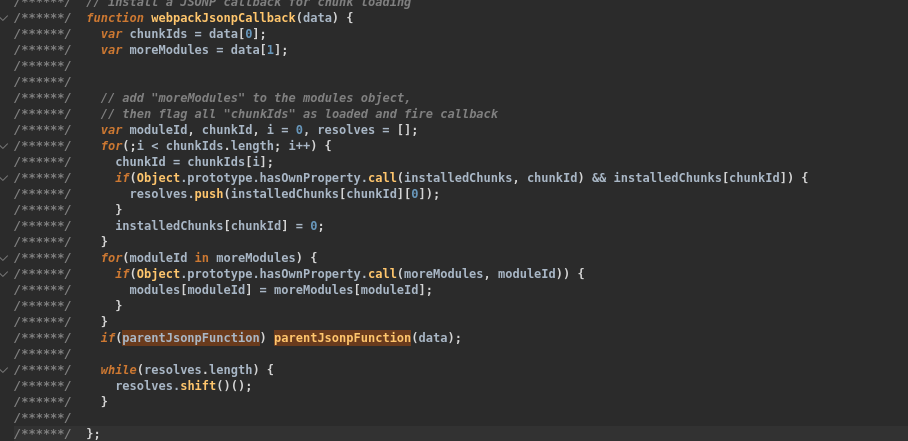 /******/  // install a JSONP callback for chunk loading
/******/  function webpackJsonpCallback(data) {
/******/    var chunkIds = data[0];
/******/    var moreModules = data[1];
/******/
/******/
/******/    // add "moreModules" to the modules object,
/******/    // then flag all "chunkIds" as loaded and fire callback
/******/    var moduleId, chunkId, i = 0, resolves = [];
/******/    for(;i < chunkIds.length; i++) {
/******/      chunkId = chunkIds[i];
/******/      if(Object.prototype.hasOwnProperty.call(installedChunks, chunkId) && installedChunks[chunkId]) {
/******/        resolves.push(installedChunks[chunkId][0]);
/******/      }
/******/      installedChunks[chunkId] = 0;
/******/    }
/******/    for(moduleId in moreModules) {
/******/      if(Object.prototype.hasOwnProperty.call(moreModules, moduleId)) {
/******/        modules[moduleId] = moreModules[moduleId];
/******/      }
/******/    }
/******/    if(parentJsonpFunction) parentJsonpFunction(data);
/******/
/******/    while(resolves.length) {
/******/      resolves.shift()();
/******/    }
/******/
/******/  };